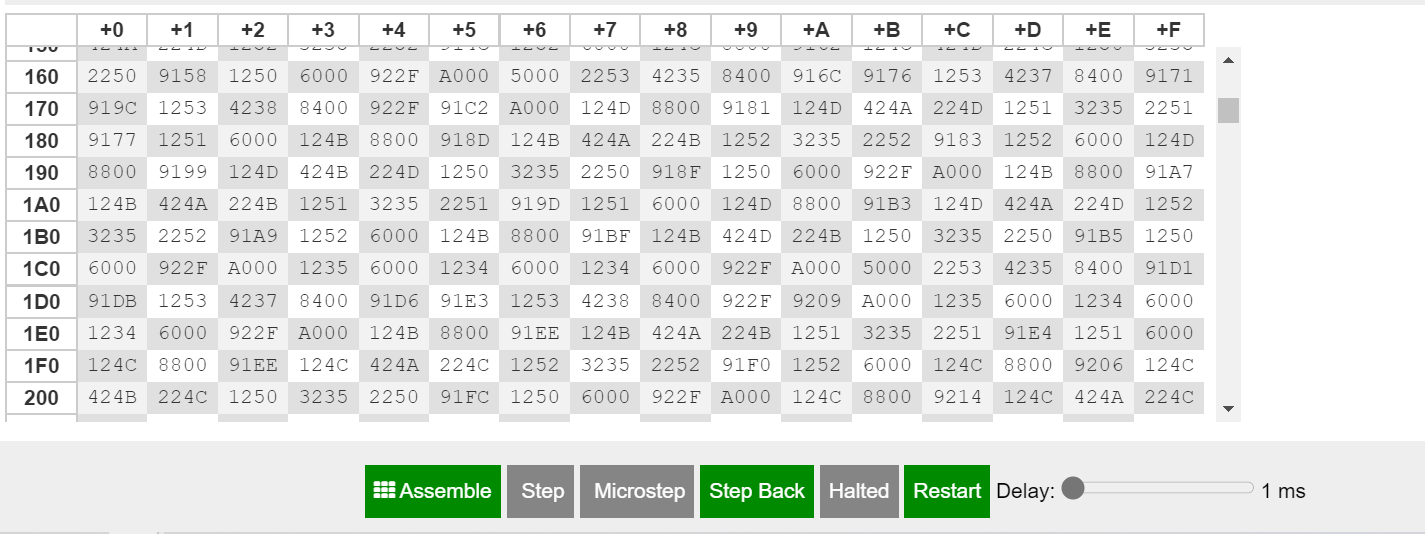 +0 +1 +2 +3 +4 +5 +6 +7 +8 +9 +A +B +C +D +E +F
160 2250 9158 1250 6000 922F A000 5000 2253 4235 8400 916C 9176 1253 4237 8400 9171
170 919C 1253 4238 8400 922F 91C2 A000 124D 8800 9181 124D 424A 224D 1251 3235 2251
180 9177 1251 6000 124B 8800 918D 124B 424A 224B 1252 3235 2252 9183 1252 6000 124D
190 8800 9199 124D 424B 224D 1250 3235 2250 918F 1250 6000 922F A000 124B 8800 91A7
1A0 124B 424A 224B 1251 3235 2251 919D 1251 6000 124D 8800 91B3 124D 424A 224D 1252
1B0 3235 2252 91A9 1252 6000 124B 8800 91BF 124B 424D 224B 1250 3235 2250 91B5 1250
1C0 6000 922F A000 1235 6000 1234 6000 1234 6000 922F A000 5000 2253 4235 8400 91D1
1D0 91DB 1253 4237 8400 91D6 91E3 1253 4238 8400 922F 9209 A000 1235 6000 1234 6000
1E0 1234 6000 922F A000 124B 8800 91EE 124B 424A 224B 1251 3235 2251 91E4 1251 6000
1F0 124C 8800 91EE 124C 424A 224C 1252 3235 2252 91F0 1252 6000 124C 8800 9206 124C
200 424B 224C 1250 3235 2250 91FC 1250 6000 922F A000 124C 8800 9214 124C 424A 224C
Assemble Step Microstep Step Back Halted Restart Delay: 1 ms